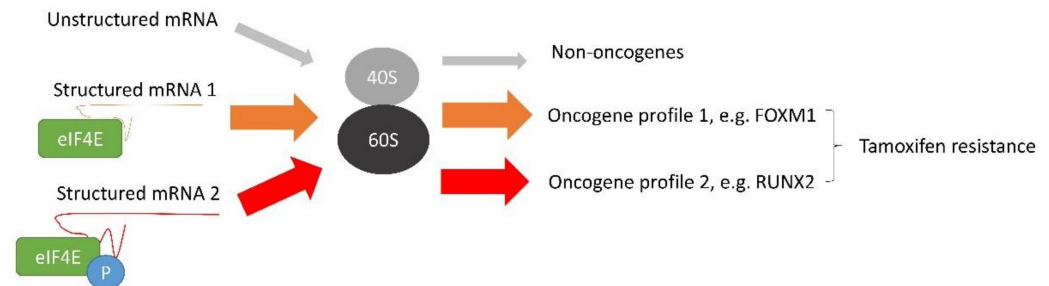 Unstructured mRNA
Non-oncogenes
40S
Structured mRNA 1
Oncogene profile 1, e.g. FOXM1
eIF4E
60S
Tamoxifen resistance
Structured mRNA 2
Oncogene profile 2, e.g. RUNX2
eIF4E
P